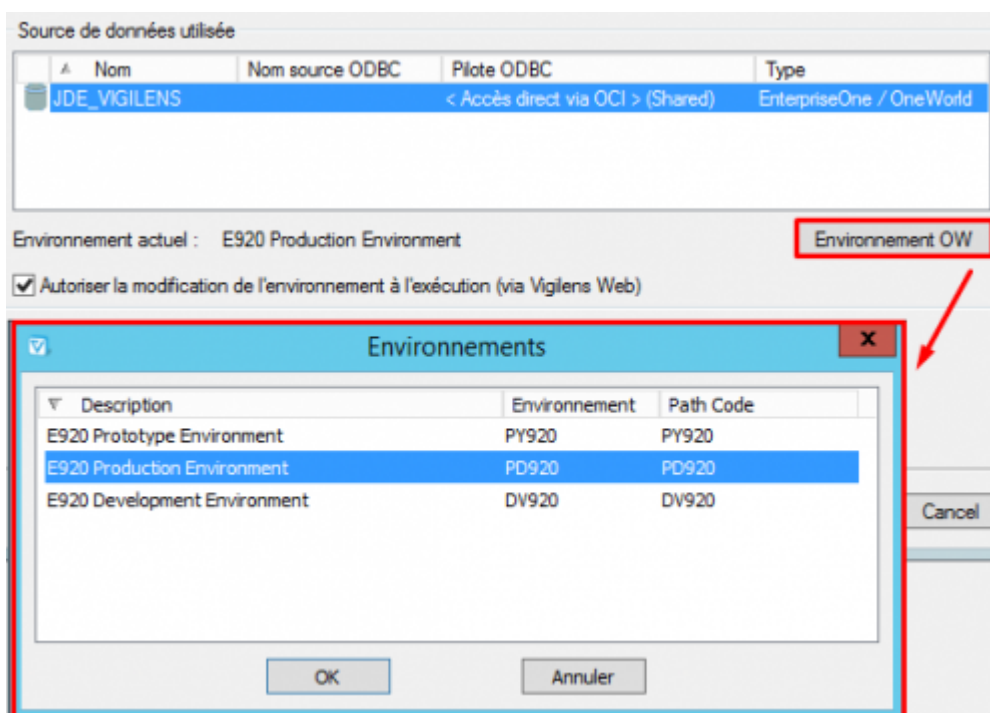 Source de données utilisée
Nom Nom source ODBC Pilote ODBC Type
JDE_VIGILENS < Accès direct via OCI > (Shared) EnterpriseOne / OneWorld
Environnement actuel : E920 Production Environment Environnement OW
Autoriser la modification de l'environnement à l'exécution (via Vigilens Web)
Environnements x
Description Environnement Path Code
E920 Prototype Environment PY920 PY920
E920 Production Environment PD920 PD920
E920 Development Environment DV920 DV920
Cancel
OK Annuler